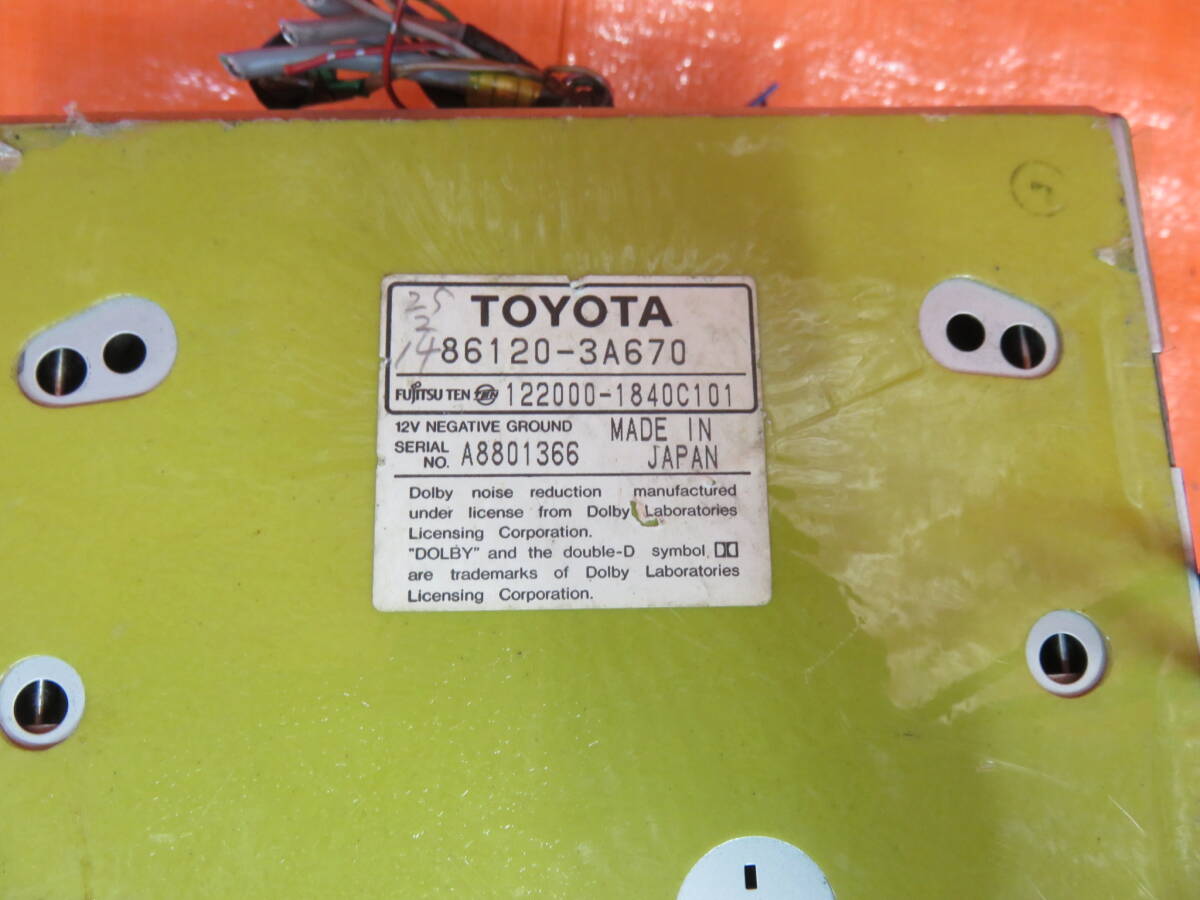 25
2
14
TOYOTA
86120-3A670
FUJITSU TEN TEN 122000-1840C101
12V NEGATIVE GROUND MADE IN
SERIAL NO. A8801366 JAPAN
Dolby noise reduction manufactured
under license from Dolby Laboratories
Licensing Corporation.
"DOLBY" and the double-D symbol
are trademarks of Dolby Laboratories
Licensing Corporation.